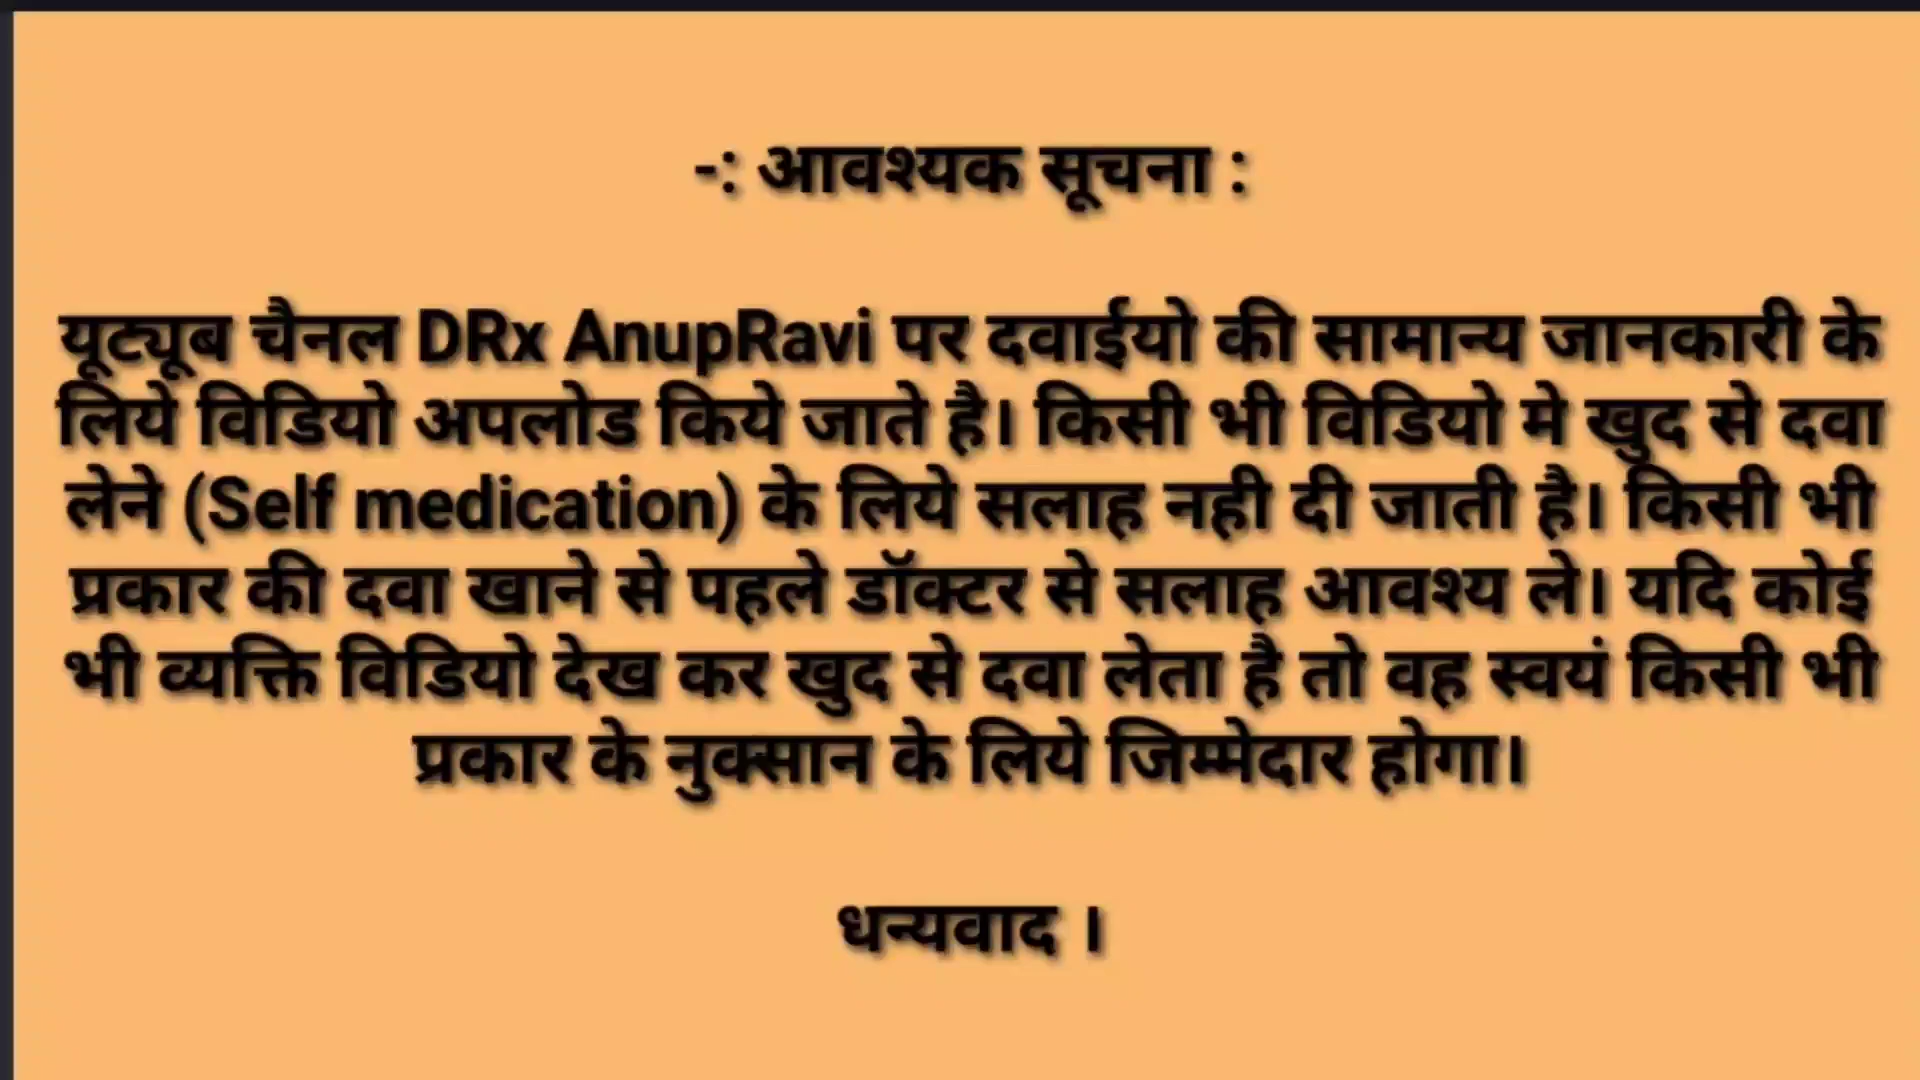 -: आवश्यक सूचना :
यूट्यूब चैनल DRx AnupRavi पर दवाईयो की सामान्य जानकारी के
लिये विडियो अपलोड किये जाते है। किसी भी विडियो मे खुद से दवा
लेने (Self medication) के लिये सलाह नही दी जाती है। किसी भी
प्रकार की दवा खाने से पहले डॉक्टर से सलाह आवश्य ले। यदि कोई
भी व्यक्ति विडियो देख कर खुद से दवा लेता है तो वह स्वयं किसी भी
प्रकार के नुक्सान के लिये जिम्मेदार होगा।
धन्यवाद ।